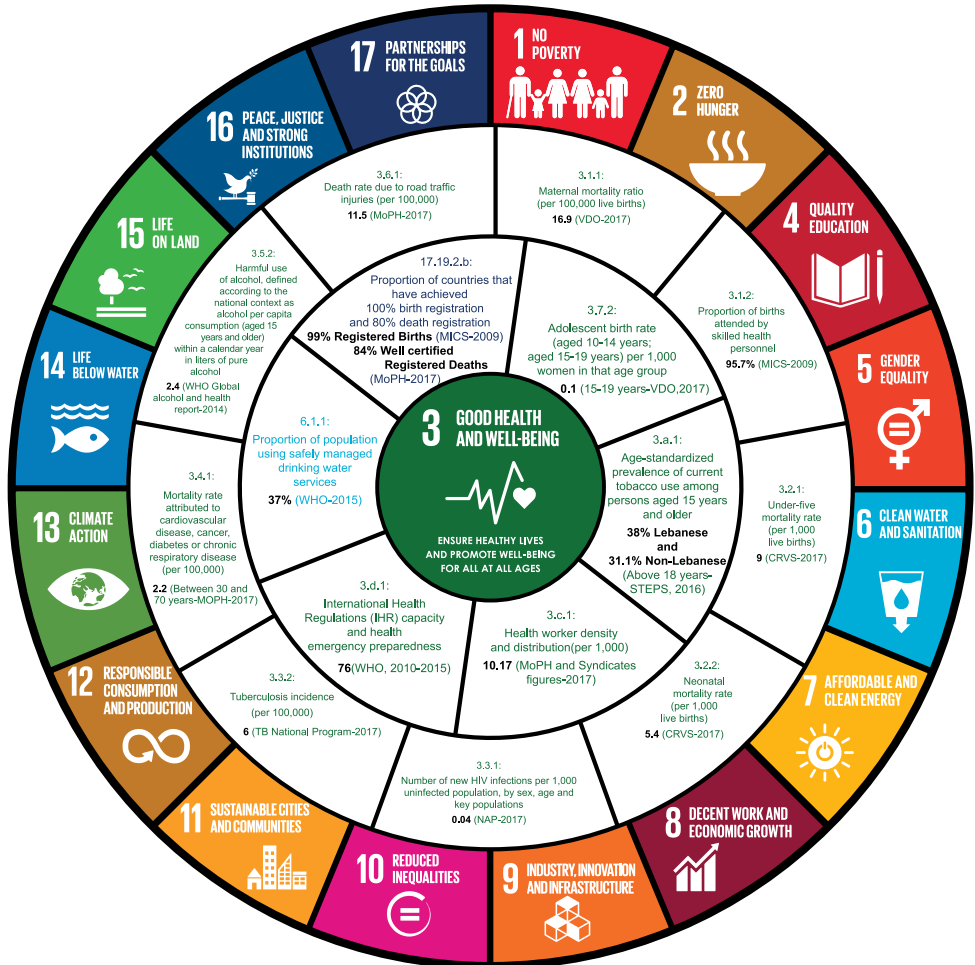 1 NO
POVERTY
2 ZERO
HUNGER
4 QUALITY
EDUCATION
5 GENDER
EQUALITY
6 CLEAN WATER
AND SANITATION
7 AFFORDABLE AND
CLEAN ENERGY
8 DECENT WORK AND
ECONOMIC GROWTH
9 INDUSTRY, INNOVATION
AND INFRASTRUCTURE
10 REDUCED
INEQUALITIES
11 SUSTAINABLE CITIES
AND COMMUNITIES
12 RESPONSIBLE
CONSUMPTION
AND PRODUCTION
13 CLIMATE
ACTION
14 LIFE
BELOW WATER
15 LIFE
ON LAND
16 PEACE, JUSTICE
AND STRONG
INSTITUTIONS
17 PARTNERSHIPS
FOR THE GOALS
3.1.1:
Maternal mortality ratio
(per 100,000 live births)
16.9 (VDO-2017)
3.1.2:
Proportion of births
attended by
skilled health
personnel
95.7% (MICS-2009)
3.2.1:
Under-five
mortality rate
(per 1,000
live births)
9 (CRVS-2017)
3.2.2:
Neonatal
mortality rate
(per 1,000
live births)
5.4 (CRVS-2017)
3.3.1:
Number of new HIV infections per 1,000
uninfected population, by sex, age and
key populations
0.04 (NAP-2017)
3.3.2:
Tuberculosis incidence
(per 100,000)
6 (TB National Program-2017)
3.4.1:
Mortality rate
attributed to
cardiovascular
disease, cancer,
diabetes or chronic
respiratory disease
(per 100,000)
2.2 (Between 30 and
70 years-MOPH-2017)
3.5.2:
Harmful use
of alcohol, defined
according to the
national context as
alcohol per capita
consumption (aged 15
years and older)
within a calendar year
in liters of pure
alcohol
2.4 (WHO Global
alcohol and health
report-2014)
3.6.1:
Death rate due to road traffic
injuries (per 100,000)
11.5 (MoPH-2017)
17.19.2.b:
Proportion of countries that
have achieved
100% birth registration
and 80% death registration
99% Registered Births (MICS-2009)
84% Well certified
Registered Deaths
(MoPH-2017)
3.7.2:
Adolescent birth rate
(aged 10-14 years;
aged 15-19 years) per 1,000
women in that age group
0.1 (15-19 years-VDO,2017)
3.a.1:
Age-standardized
prevalence of current
tobacco use among
persons aged 15 years
and older
38% Lebanese
and
31.1% Non-Lebanese
(Above 18 years-
STEPS, 2016)
3.c.1:
Health worker density
and distribution(per 1,000)
10.17 (MoPH and Syndicates
figures-2017)
3.d.1:
International Health
Regulations (IHR) capacity
and health
emergency preparedness
76(WHO, 2010-2015)
6.1.1:
Proportion of population
using safely managed
drinking water
services
37% (WHO-2015)
3 GOOD HEALTH
AND WELL-BEING
ENSURE HEALTHY LIVES
AND PROMOTE WELL-BEING
FOR ALL AT ALL AGES